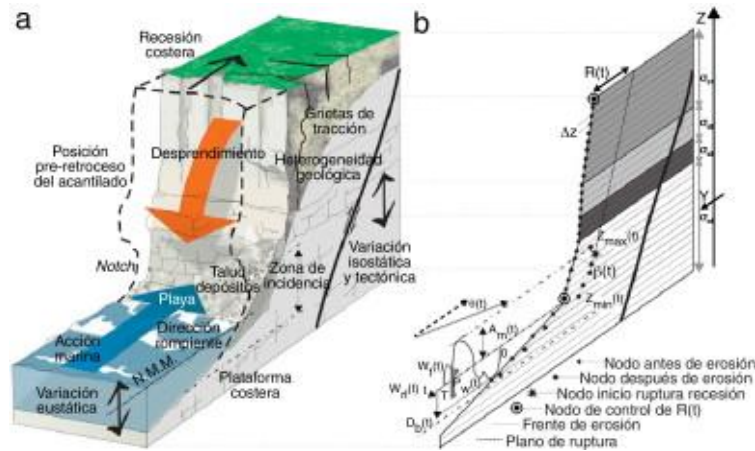 a
Recesión
costera
Grietas de
tracción
Posición
pre-retroceso
del acantilado
Desprendimiento
Heterogeneidad
geológica
Variación
isostática
y tectónica
Notch
Talud
depósitos
Zona de
incidencia
Playa
Acción
marina
Dirección
rompiente
N.M.M.
Plataforma
costera
Variación
eustática
b
Z
R(t)
Δz
Y
Z max(t)
β(t)
Z min(t)
θ(t)
A m(t)
W f(t)
W d(t)
T
D b(t)
Nodo antes de erosión
Nodo después de erosión
Nodo inicio ruptura recesión
Nodo de control de R(t)
Frente de erosión
Plano de ruptura